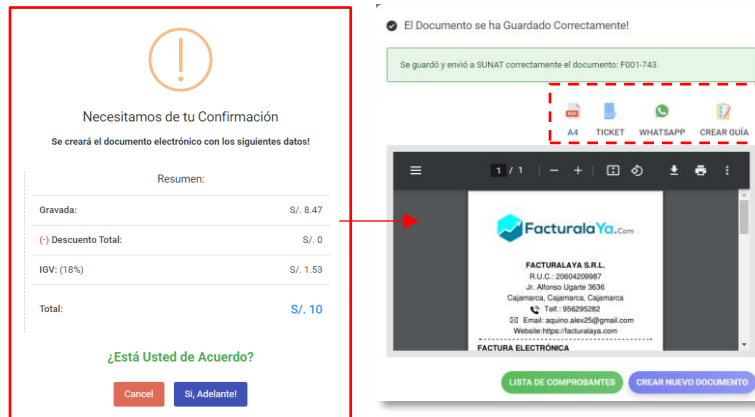 Necesitamos de tu Confirmación
Se creará el documento electrónico con los siguientes datos!
Resumen:
Gravada: S/. 8.47
(-) Descuento Total: S/. 0
IGV: (18%) S/. 1.53
Total: S/. 10
¿Está Usted de Acuerdo?
Cancel Si, Adelante!
El Documento se ha Guardado Correctamente!
Se guardó y envió a SUNAT correctamente el documento: F001-743.
PDF
A4 TICKET WHATSAPP CREAR GUÍA
1 / 1
FacturalaYa.Com
FACTURALAYA S.R.L.
R.U.C.: 20604209987
Jr. Alfonso Ugarte 3636
Cajamarca, Cajamarca, Cajamarca
Telf.: 956295282
Email: aquino.alex25@gmail.com
Website:https://facturalaya.com
FACTURA ELECTRÓNICA
LISTA DE COMPROBANTES CREAR NUEVO DOCUMENTO